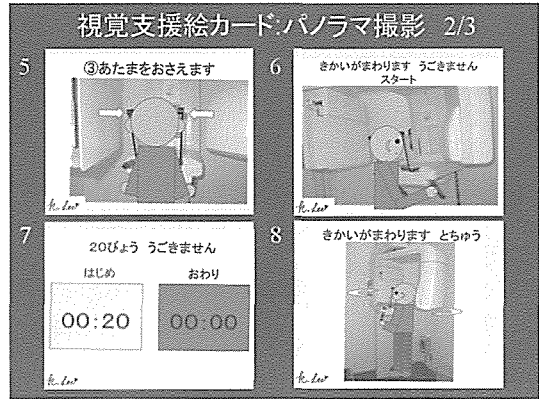 視覚支援絵カード:パノラマ撮影 2/3
5
③あたまをおさえます
6
きかいがまわります うごきません
スタート
7
20びょう うごきません
はじめ おわり
00:20 00:00
8
きかいがまわります とちゅう